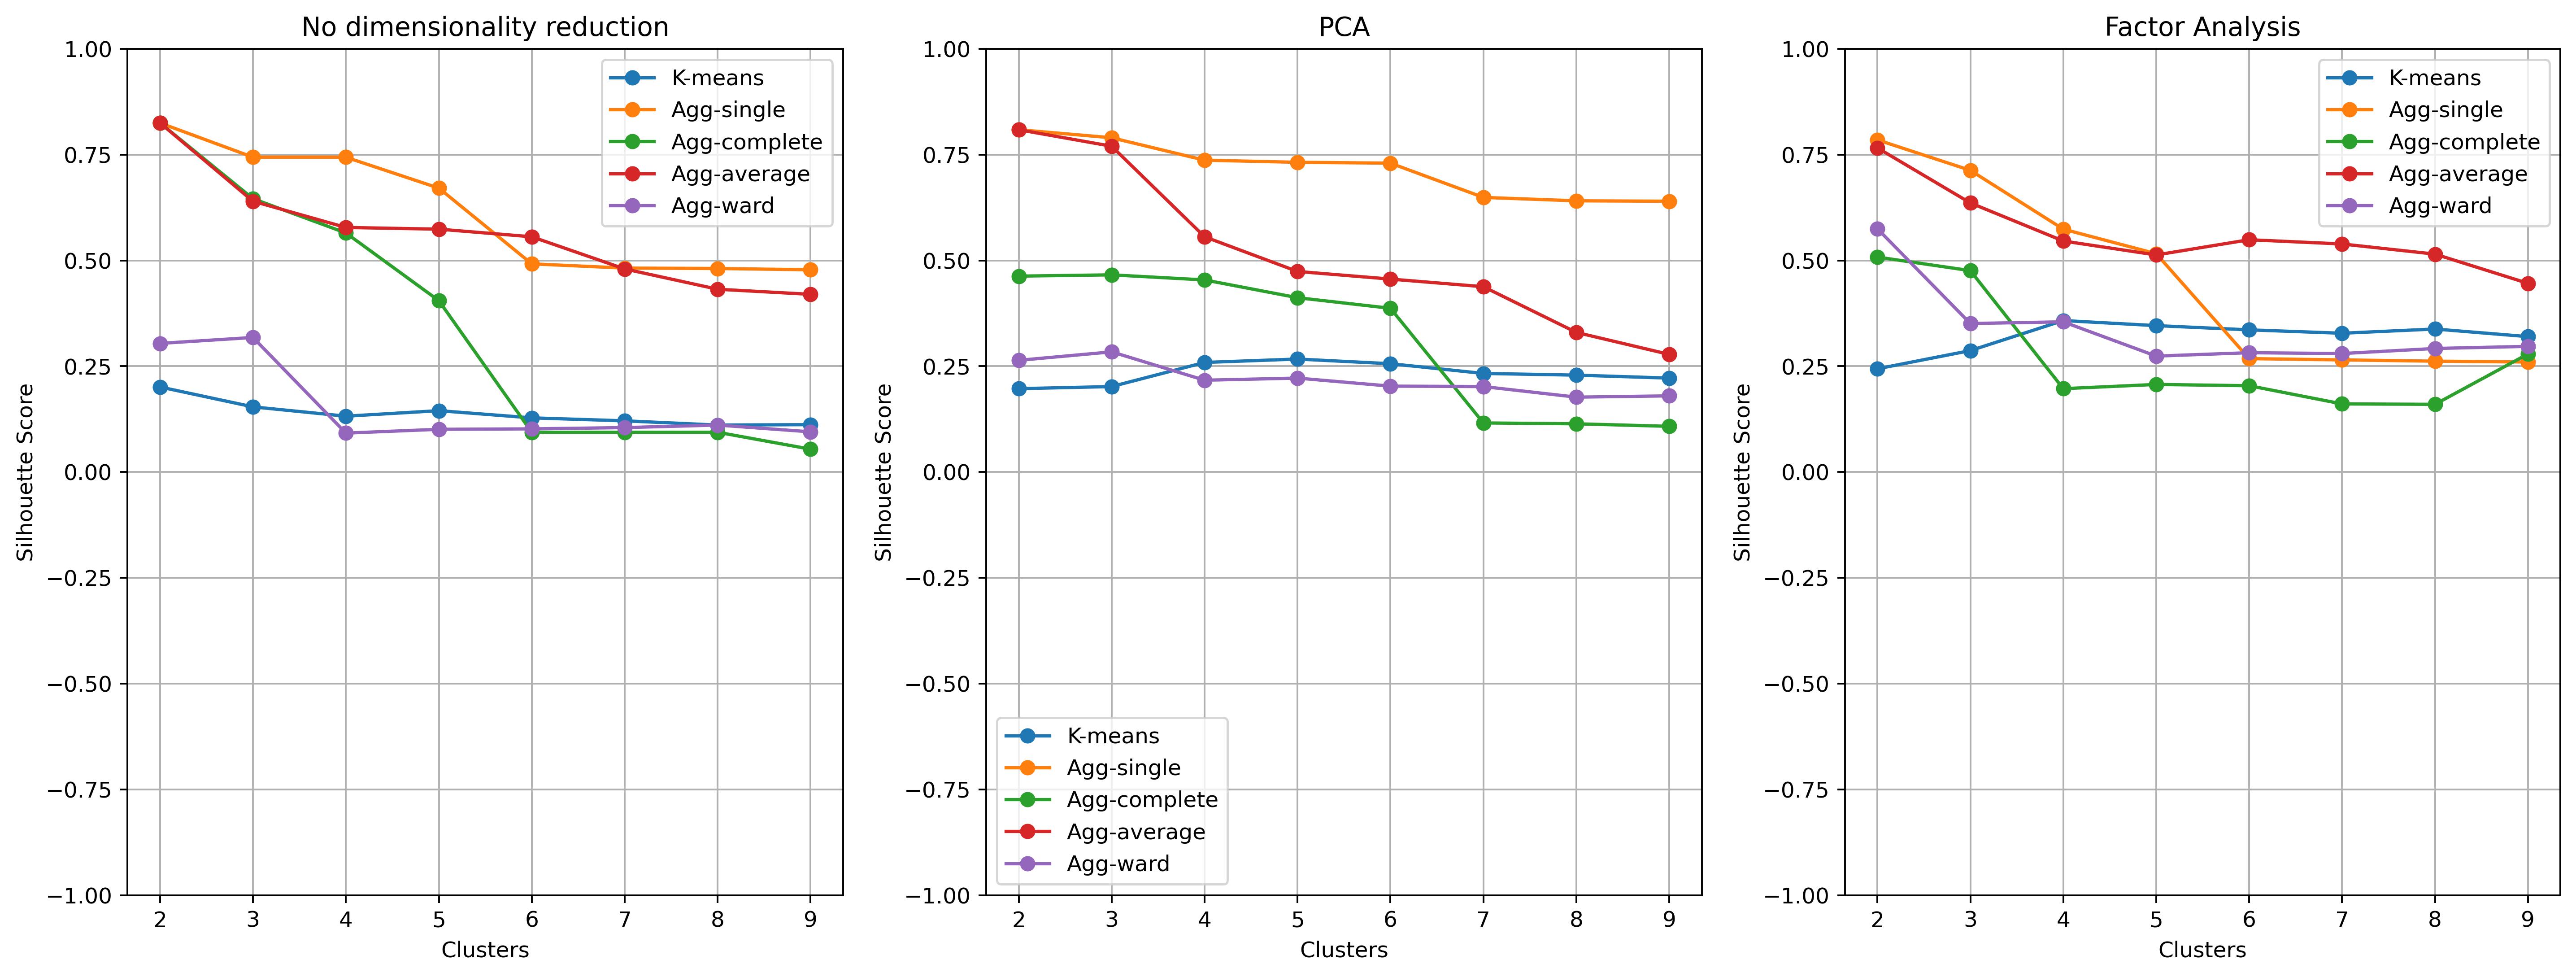 No dimensionality reduction
Silhouette Score
1.00
0.75
0.50
0.25
0.00
−0.25
−0.50
−0.75
−1.00
K-means
Agg-single
Agg-complete
Agg-average
Agg-ward
2 3 4 5 6 7 8 9
Clusters
PCA
Silhouette Score
1.00
0.75
0.50
0.25
0.00
−0.25
−0.50
−0.75
−1.00
K-means
Agg-single
Agg-complete
Agg-average
Agg-ward
2 3 4 5 6 7 8 9
Clusters
Factor Analysis
Silhouette Score
1.00
0.75
0.50
0.25
0.00
−0.25
−0.50
−0.75
−1.00
K-means
Agg-single
Agg-complete
Agg-average
Agg-ward
2 3 4 5 6 7 8 9
Clusters